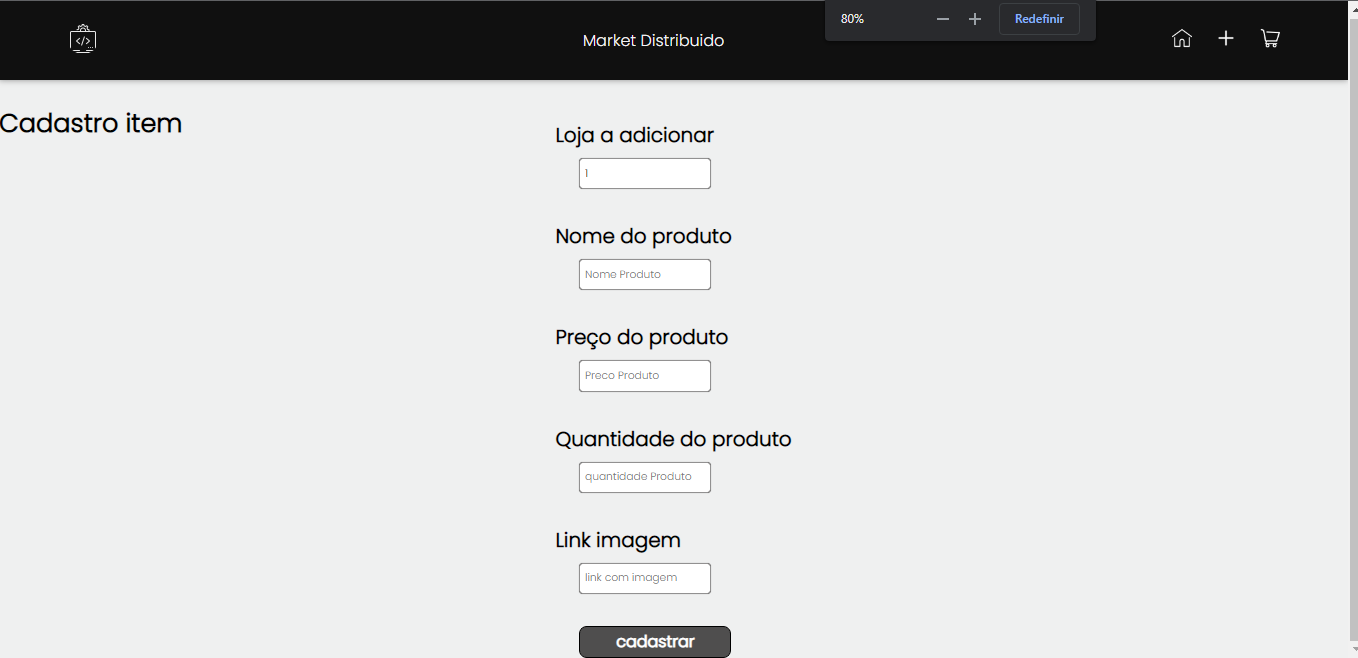 80%
Redefinir
Market Distribuido
Cadastro item
Loja a adicionar
1
Nome do produto
Nome Produto
Preço do produto
Preco Produto
Quantidade do produto
quantidade Produto
Link imagem
link com imagem
cadastrar